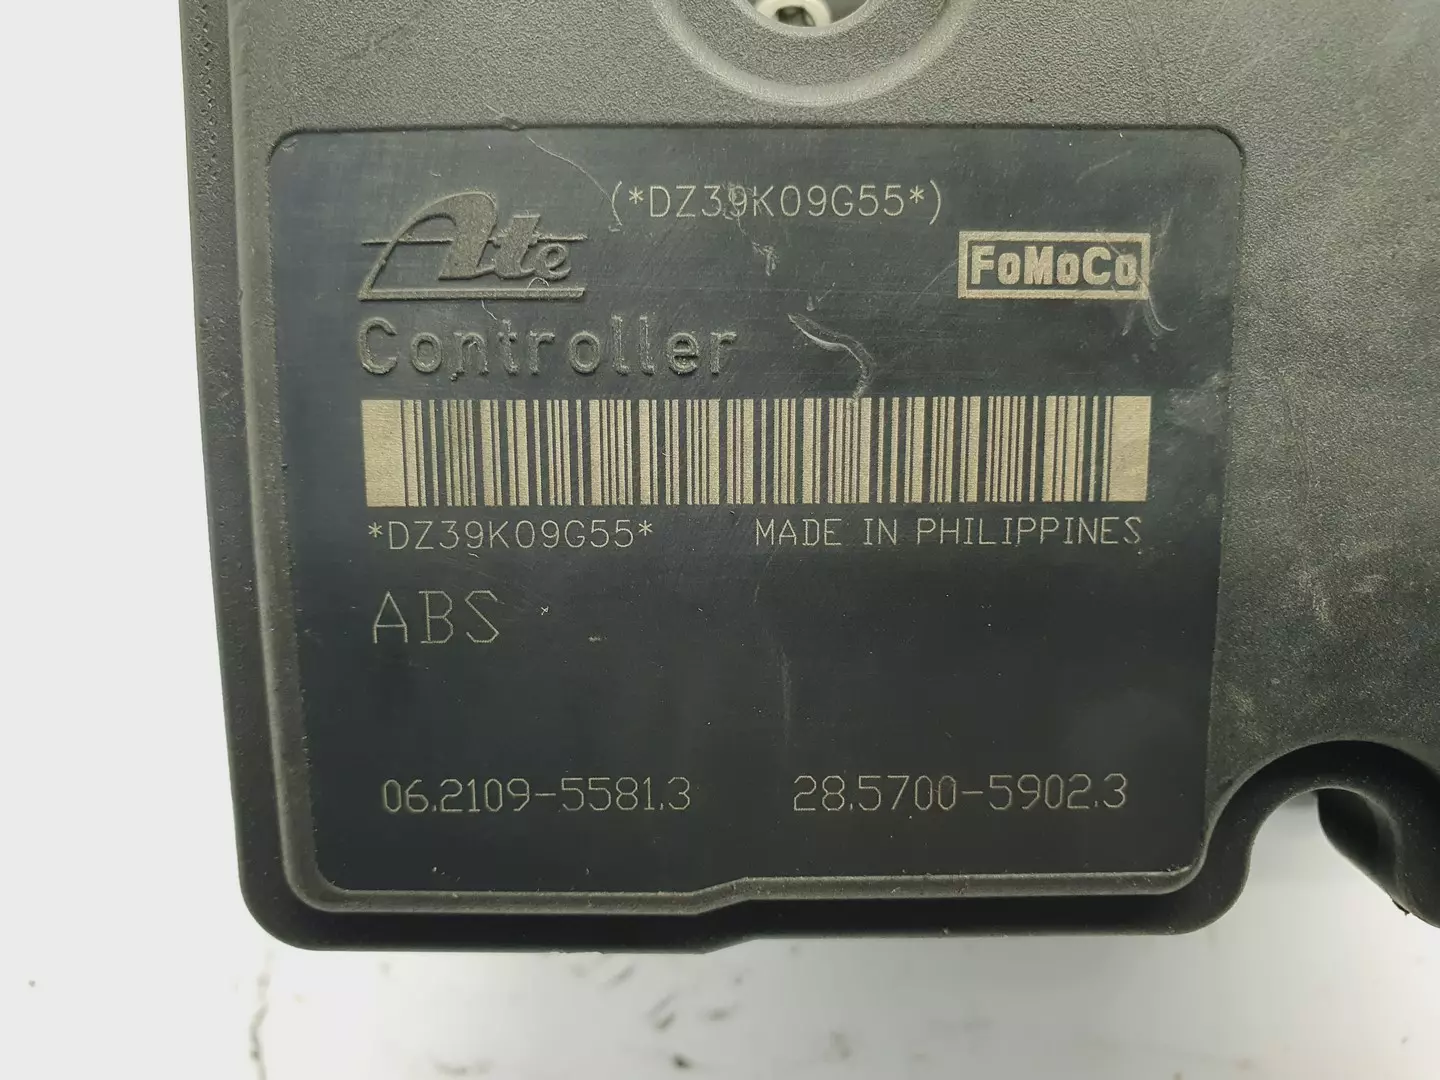 (*DZ39K09G55*)
Ate
FoMoCo
Controller
*DZ39K09G55* MADE IN PHILIPPINES
ABS
06.2109-5581.3 28.5700-5902.3